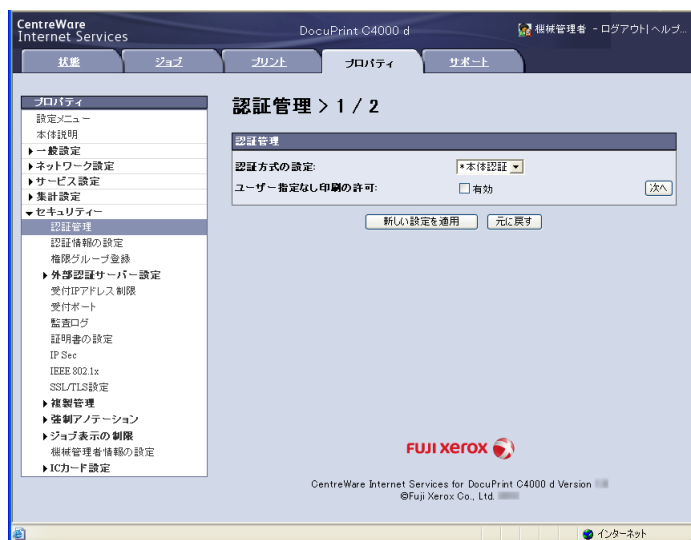 CentreWare
Internet Services
DocuPrint C4000 d
機械管理者 - ログアウト| ヘルプ...
状態
ジョブ
プリント
プロパティ
サポート
プロパティ
設定メニュー
本体説明
一般設定
ネットワーク設定
サービス設定
集計設定
セキュリティー
認証管理
認証情報の設定
権限グループ登録
外部認証サーバー設定
受付IPアドレス制限
受付ポート
監査ログ
証明書の設定
IP Sec
IEEE 802.1x
SSL/TLS設定
複製管理
強制アノテーション
ジョブ表示の制限
機械管理者情報の設定
ICカード設定
認証管理 > 1 / 2
認証管理
認証方式の設定:
*本体認証
ユーザー指定なし印刷の許可:
有効
次へ
新しい設定を適用
元に戻す
FUJI xerox
CentreWare Internet Services for DocuPrint C4000 d Version
©Fuji Xerox Co., Ltd.
インターネット